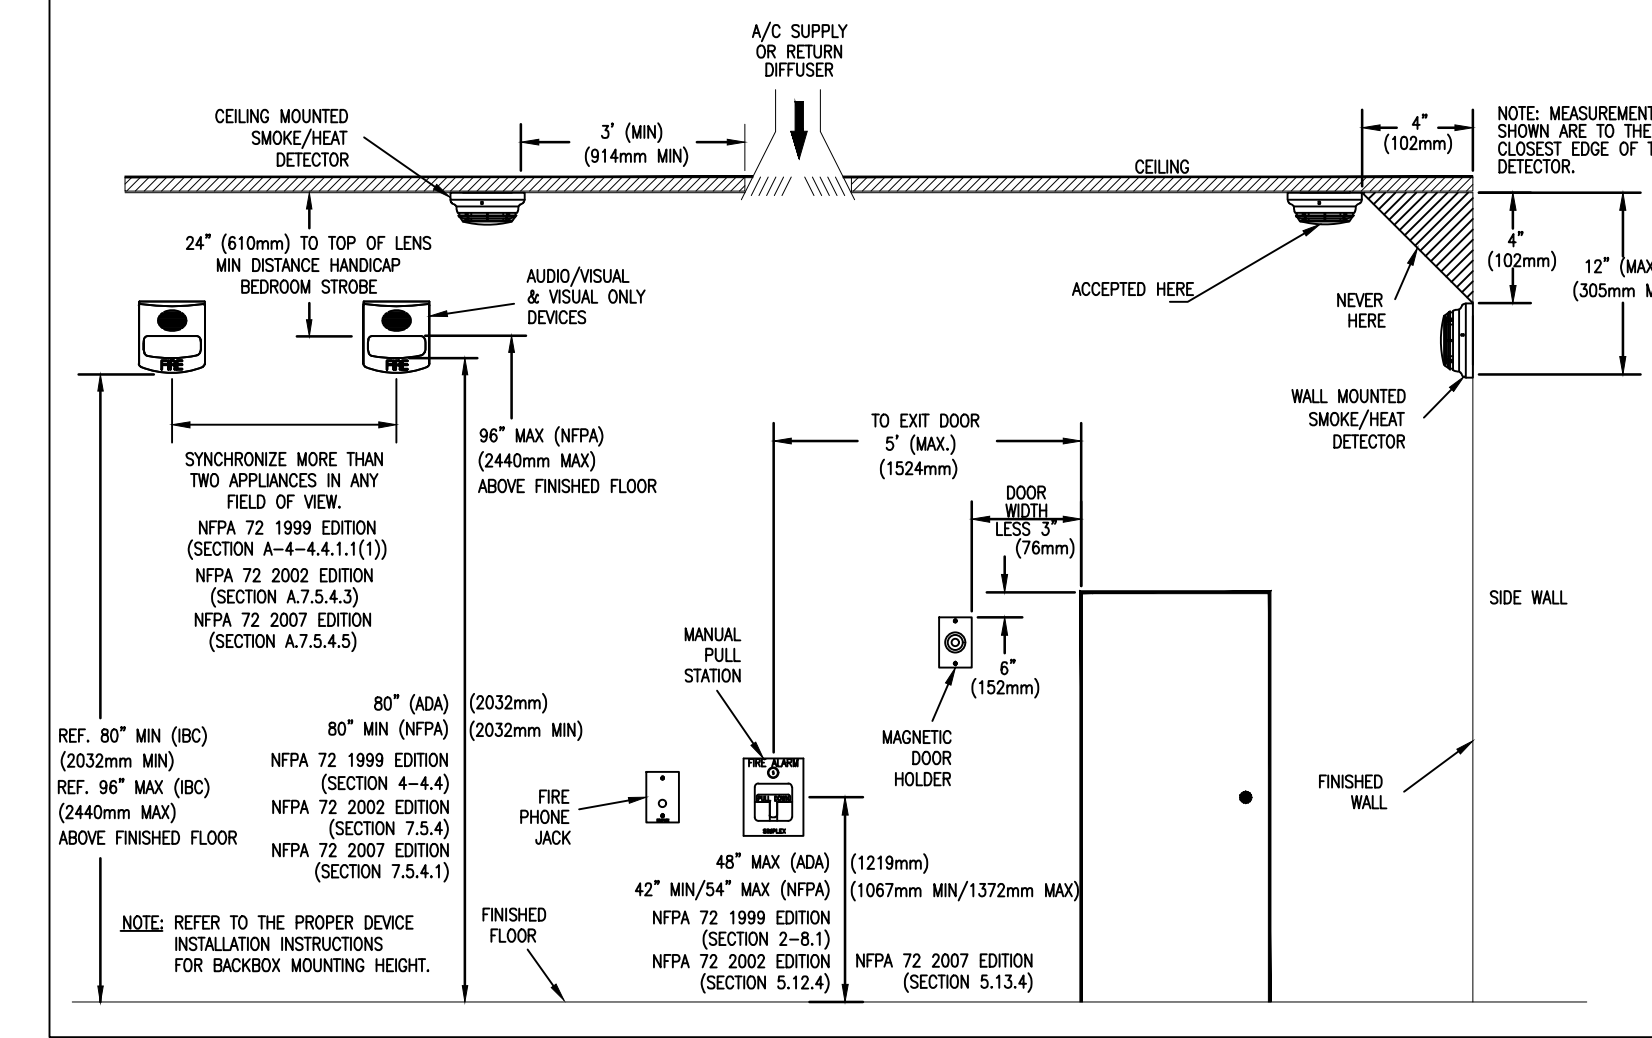 A/C SUPPLY
OR RETURN
DIFFUSER
CEILING MOUNTED
SMOKE/HEAT
DETECTOR
3' (MIN)
(914mm MIN)
CEILING
4"
(102mm)
NOTE: MEASUREMENT
SHOWN ARE TO THE
CLOSEST EDGE OF T
DETECTOR.
24" (610mm) TO TOP OF LENS
MIN DISTANCE HANDICAP
BEDROOM STROBE
AUDIO/VISUAL
& VISUAL ONLY
DEVICES
ACCEPTED HERE
NEVER
HERE
4"
(102mm)
12" (MAX
(305mm M
FIRE
FIRE
WALL MOUNTED
SMOKE/HEAT
DETECTOR
96" MAX (NFPA)
(2440mm MAX)
ABOVE FINISHED FLOOR
TO EXIT DOOR
5' (MAX.)
(1524mm)
SYNCHRONIZE MORE THAN
TWO APPLIANCES IN ANY
FIELD OF VIEW.
NFPA 72 1999 EDITION
(SECTION A-4-4.4.1.1(1))
NFPA 72 2002 EDITION
(SECTION A.7.5.4.3)
NFPA 72 2007 EDITION
(SECTION A.7.5.4.5)
DOOR
WIDTH
LESS 3"
(76mm)
SIDE WALL
MANUAL
PULL
STATION
6"
(152mm)
80" (ADA) (2032mm)
80" MIN (NFPA) (2032mm MIN)
NFPA 72 1999 EDITION
(SECTION 4-4.4)
NFPA 72 2002 EDITION
(SECTION 7.5.4)
NFPA 72 2007 EDITION
(SECTION 7.5.4.1)
REF. 80" MIN (IBC)
(2032mm MIN)
REF. 96" MAX (IBC)
(2440mm MAX)
ABOVE FINISHED FLOOR
MAGNETIC
DOOR
HOLDER
FIRE
PHONE
JACK
FIRE ALARM
PULL DOWN
SIMPLEX
FINISHED
WALL
48" MAX (ADA) (1219mm)
42" MIN/54" MAX (NFPA) (1067mm MIN/1372mm MAX)
NFPA 72 1999 EDITION
(SECTION 2-8.1)
NFPA 72 2002 EDITION
(SECTION 5.12.4)
NFPA 72 2007 EDITION
(SECTION 5.13.4)
NOTE: REFER TO THE PROPER DEVICE
INSTALLATION INSTRUCTIONS
FOR BACKBOX MOUNTING HEIGHT.
FINISHED
FLOOR